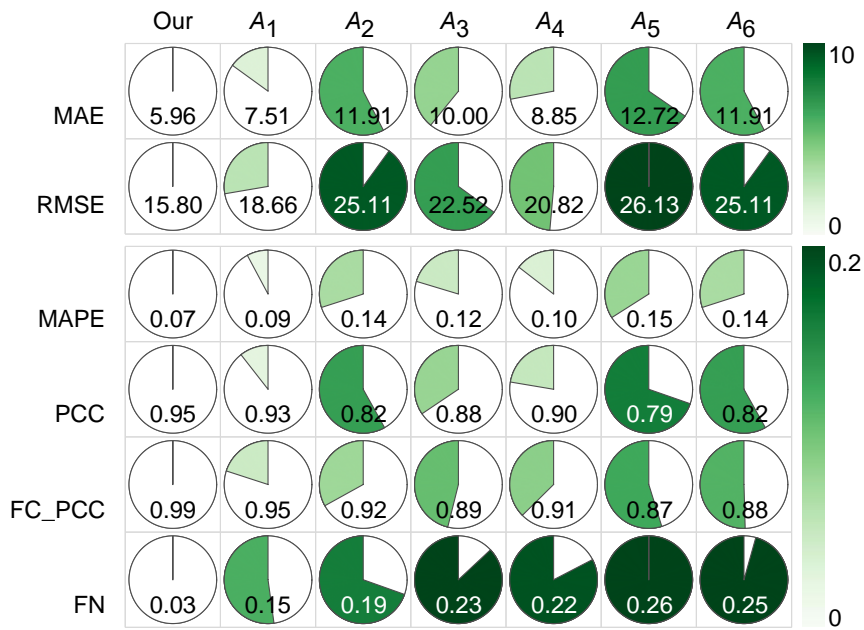 Our A1 A2 A3 A4 A5 A6
10
MAE 5.96 7.51 11.91 10.00 8.85 12.72 11.91
RMSE 15.80 18.66 25.11 22.52 20.82 26.13 25.11
0
0.2
MAPE 0.07 0.09 0.14 0.12 0.10 0.15 0.14
PCC 0.95 0.93 0.82 0.88 0.90 0.79 0.82
FC_PCC 0.99 0.95 0.92 0.89 0.91 0.87 0.88
FN 0.03 0.15 0.19 0.23 0.22 0.26 0.25
0